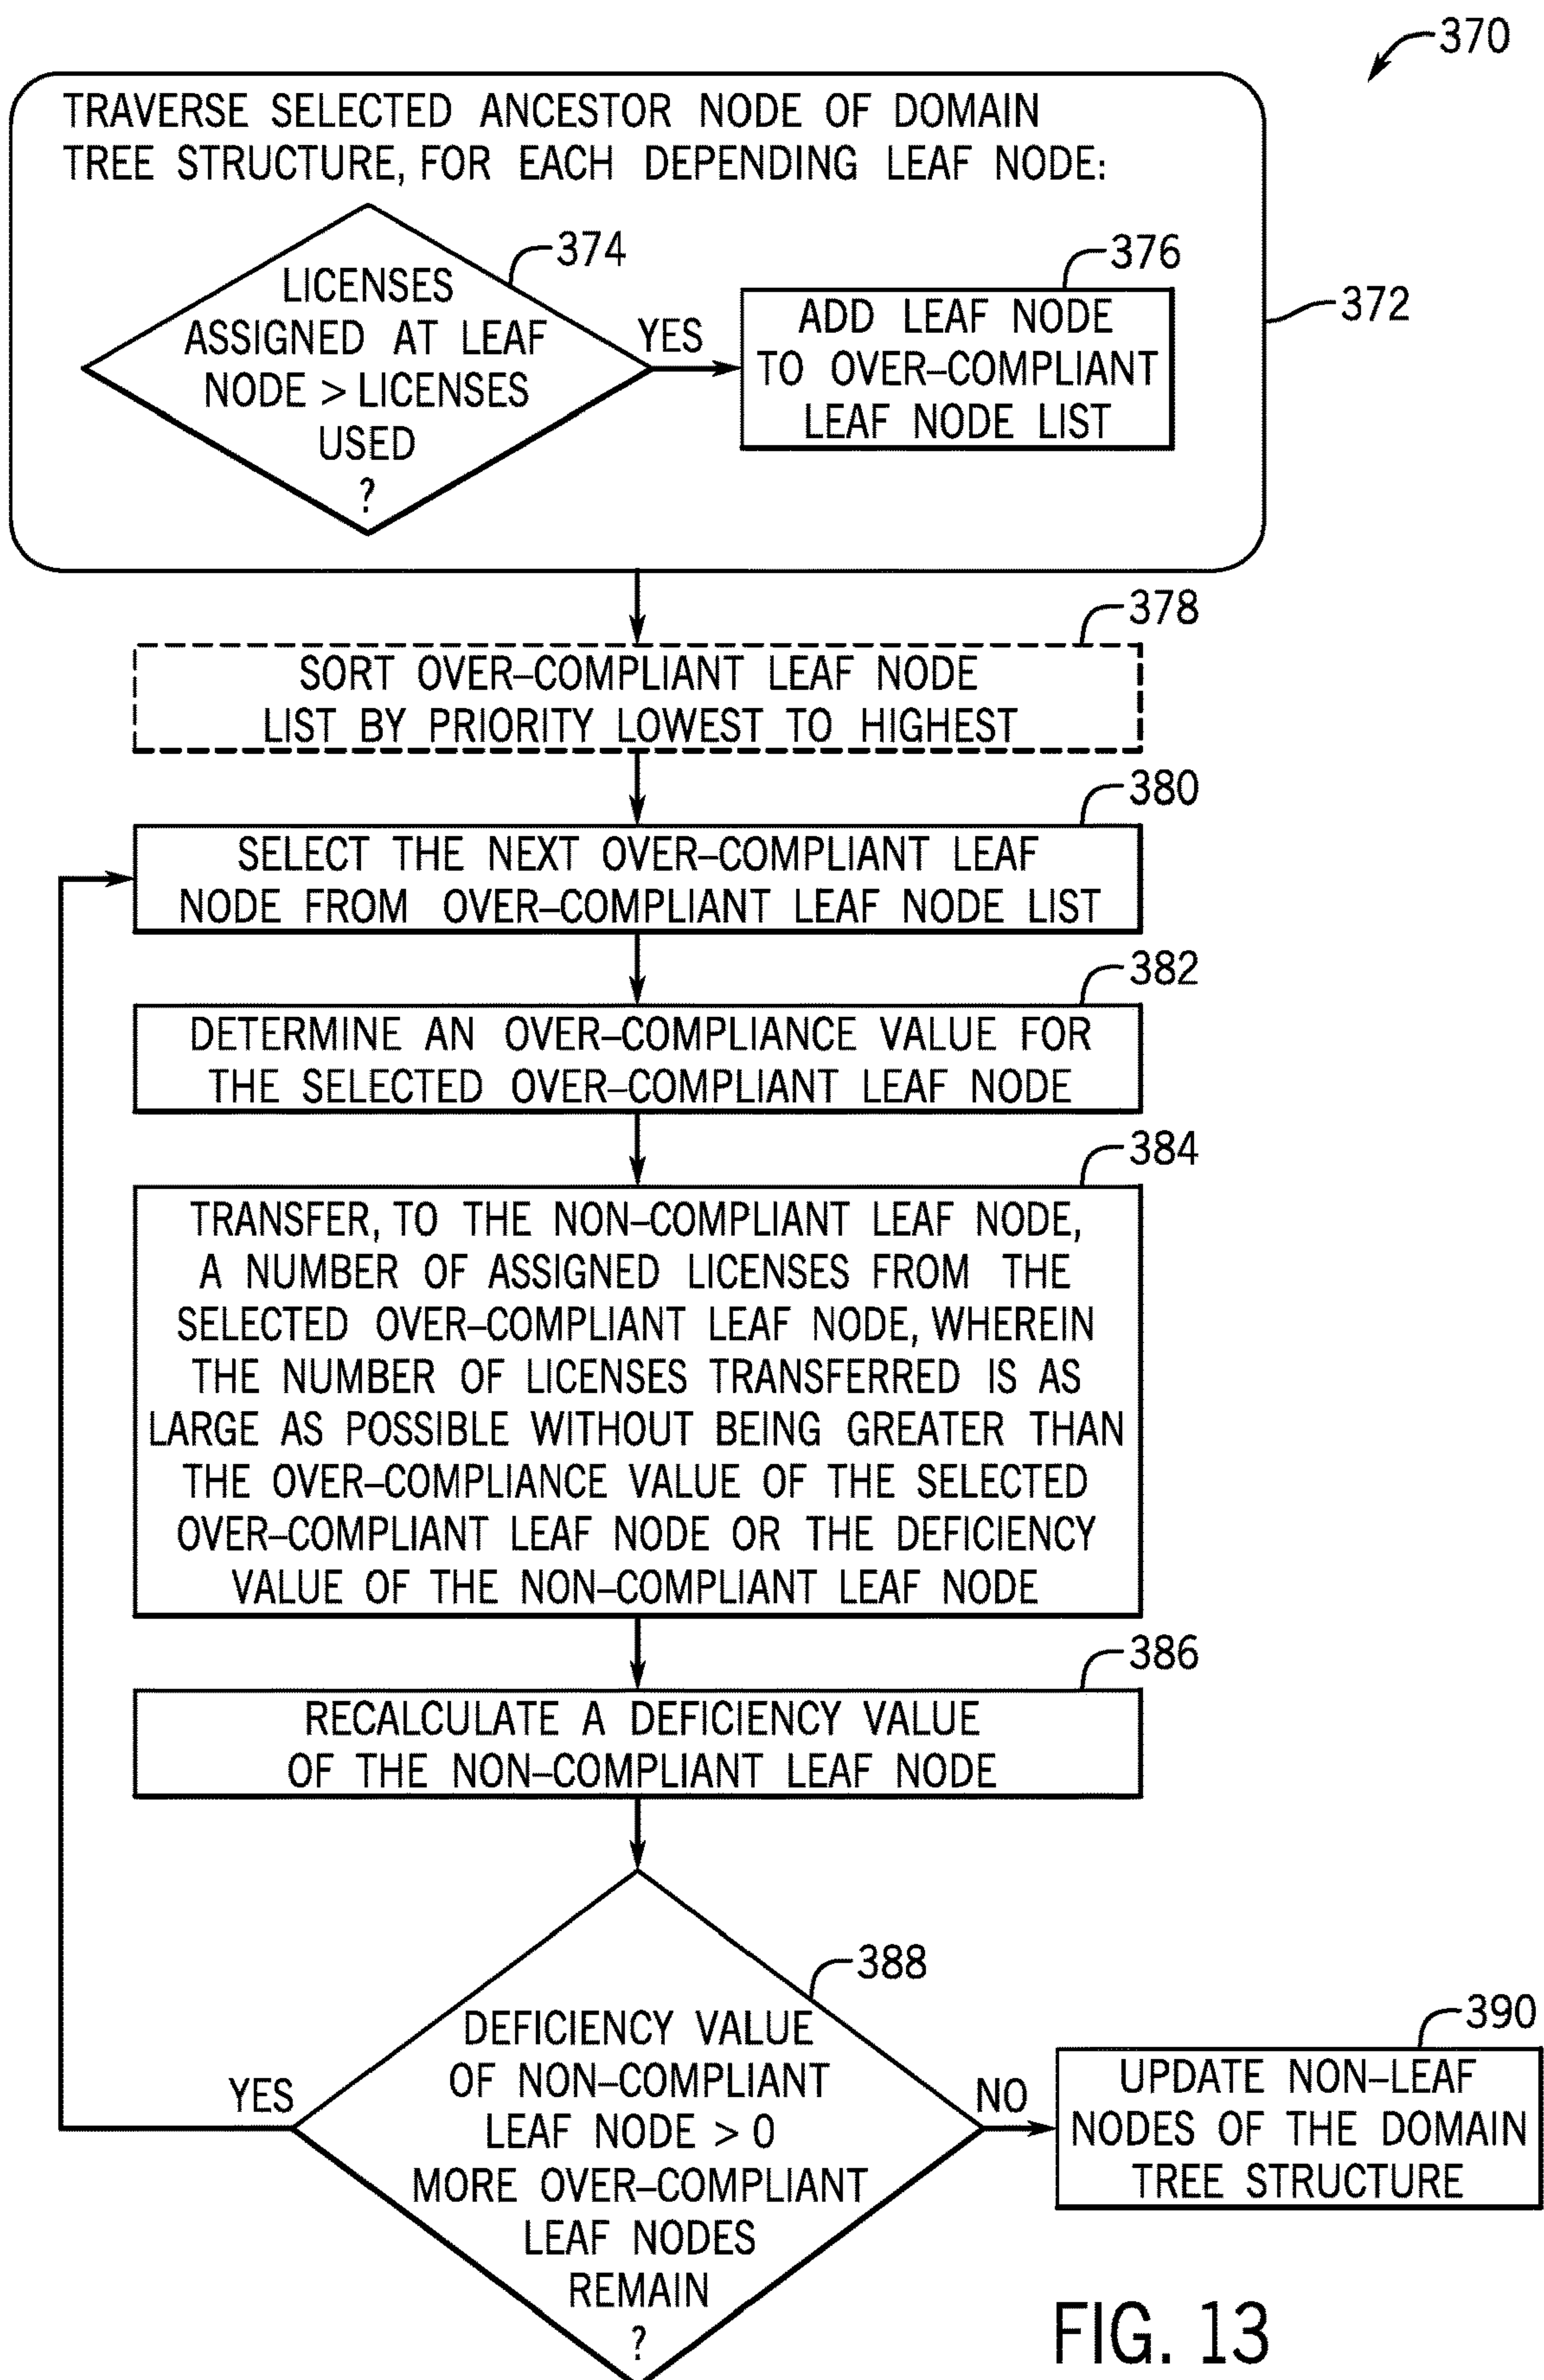 370
TRAVERSE SELECTED ANCESTOR NODE OF DOMAIN
TREE STRUCTURE, FOR EACH DEPENDING LEAF NODE:
374
LICENSES
ASSIGNED AT LEAF
NODE > LICENSES
USED
?
YES
376
ADD LEAF NODE
TO OVER–COMPLIANT
LEAF NODE LIST
372
378
SORT OVER–COMPLIANT LEAF NODE
LIST BY PRIORITY LOWEST TO HIGHEST
380
SELECT THE NEXT OVER–COMPLIANT LEAF
NODE FROM OVER–COMPLIANT LEAF NODE LIST
382
DETERMINE AN OVER–COMPLIANCE VALUE FOR
THE SELECTED OVER–COMPLIANT LEAF NODE
384
TRANSFER, TO THE NON–COMPLIANT LEAF NODE,
A NUMBER OF ASSIGNED LICENSES FROM THE
SELECTED OVER–COMPLIANT LEAF NODE, WHEREIN
THE NUMBER OF LICENSES TRANSFERRED IS AS
LARGE AS POSSIBLE WITHOUT BEING GREATER THAN
THE OVER–COMPLIANCE VALUE OF THE SELECTED
OVER–COMPLIANT LEAF NODE OR THE DEFICIENCY
VALUE OF THE NON–COMPLIANT LEAF NODE
386
RECALCULATE A DEFICIENCY VALUE
OF THE NON–COMPLIANT LEAF NODE
388
DEFICIENCY VALUE
OF NON–COMPLIANT
LEAF NODE > 0
MORE OVER–COMPLIANT
LEAF NODES
REMAIN
?
YES
NO
390
UPDATE NON–LEAF
NODES OF THE DOMAIN
TREE STRUCTURE
FIG. 13